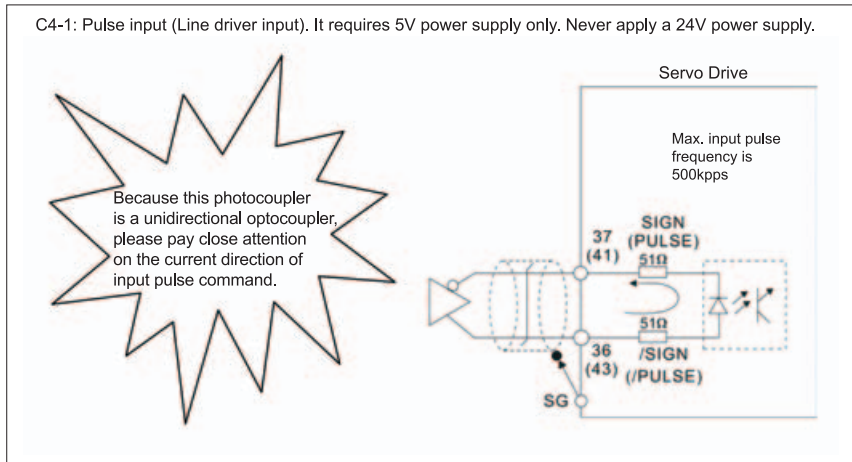 C4-1: Pulse input (Line driver input). It requires 5V power supply only. Never apply a 24V power supply.
Servo Drive
Max. input pulse
frequency is
500kpps
Because this photocoupler
is a unidirectional optocoupler,
please pay close attention
on the current direction of
input pulse command.
37
(41)
SIGN
(PULSE)
51Ω
51Ω
36
(43)
/SIGN
(/PULSE)
SG